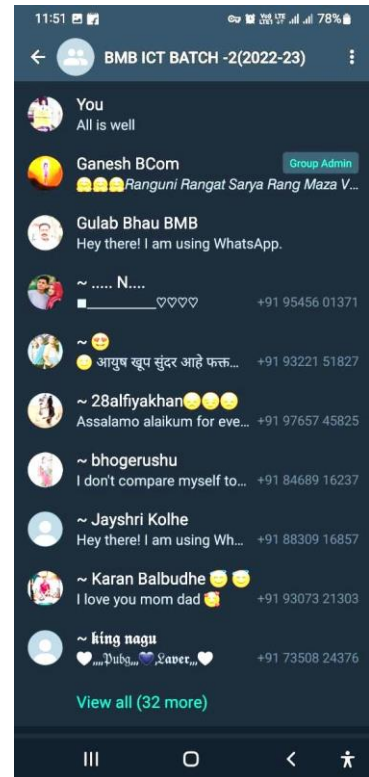 11:51 78%
BMB ICT BATCH -2(2022-23)
You
All is well
Ganesh BCom Group Admin
Ranguni Rangat Sarya Rang Maza V...
Gulab Bhau BMB
Hey there! I am using WhatsApp.
~ ..... N....
■_________♡♡♡♡ +91 95456 01371
~ 😍
🙂 आयुष खूप सुंदर आहे फक्त... +91 93221 51827
~ 28alfiyakhan😞😞😞
Assalamo alaikum for eve... +91 97657 45825
~ bhogerushu
I don't compare myself to... +91 84689 16237
~ Jayshri Kolhe
Hey there! I am using Wh... +91 88309 16857
~ Karan Balbudhe 😇 😇
I love you mom dad 🥰 +91 93073 21303
~ 𝖐𝖎𝖓𝖌 𝖓𝖆𝖌𝖚
🤍,,,,𝔓𝔲𝔟𝔤,,,💙,𝔏𝔞𝔳𝔢𝔯,,,🤍 +91 73508 24376
View all (32 more)